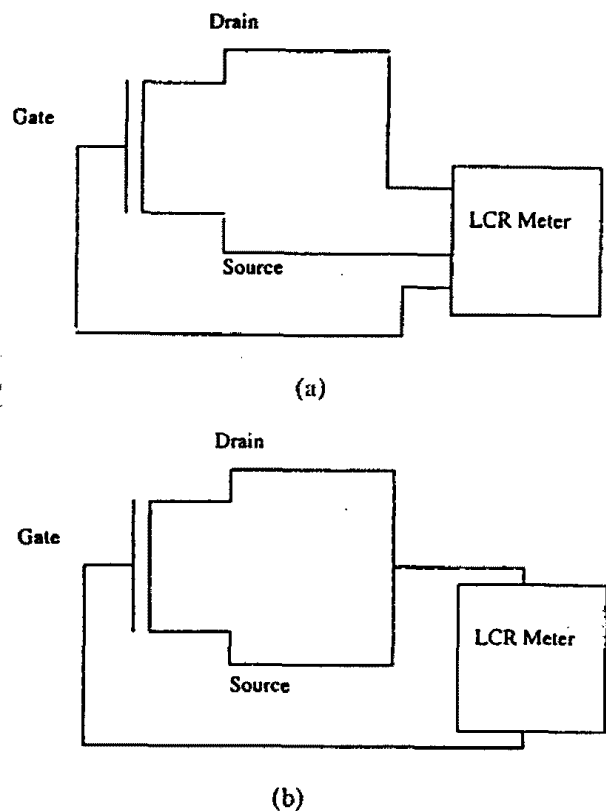 Drain
Gate
LCR Meter
Source
(a)
Drain
Gate
LCR Meter
Source
(b)